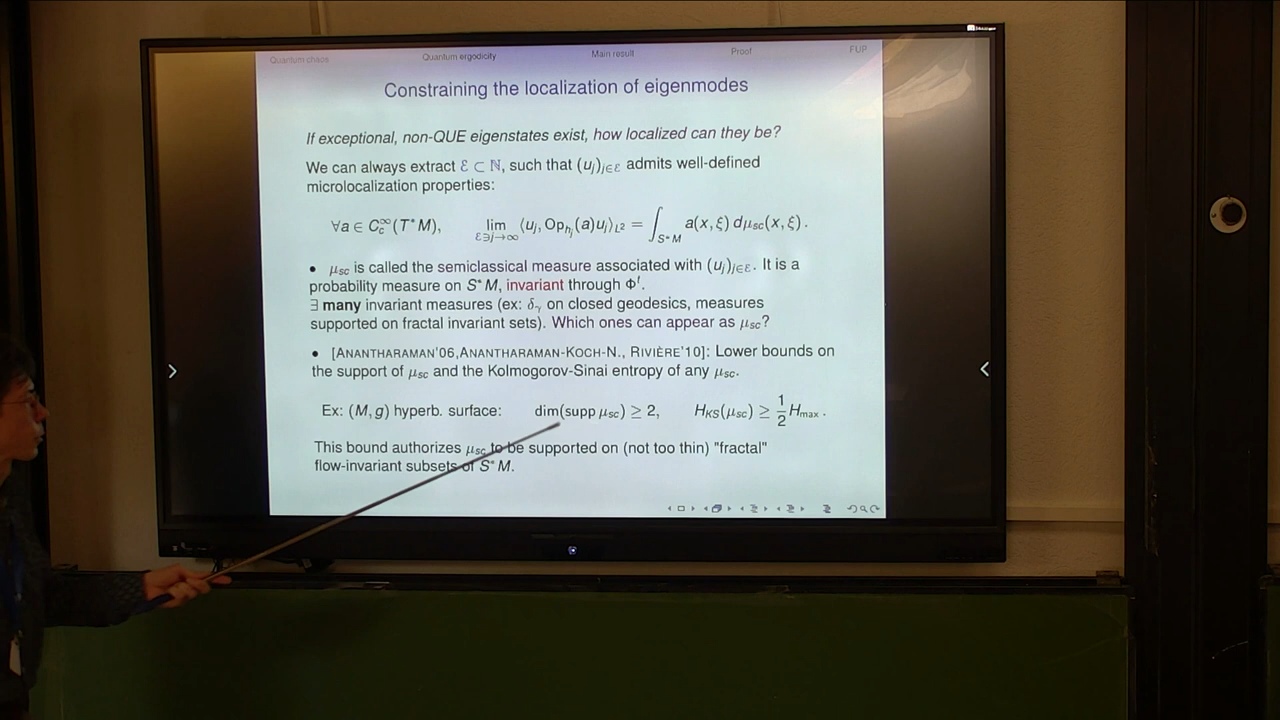 Quantum chaos Quantum ergodicity Main result Proof FUP
Constraining the localization of eigenmodes
If exceptional, non-QUE eigenstates exist, how localized can they be?
We can always extract ℰ ⊂ ℕ, such that (u_j)_{j∈ℰ} admits well-defined
microlocalization properties:
∀a ∈ C_c^∞(T*M), lim_{ℰ∋j→∞} ⟨u_j, Op_{ħ_j}(a)u_j⟩_{L²} = ∫_{S*M} a(x, ξ) dμ_sc(x, ξ).
• μ_sc is called the semiclassical measure associated with (u_j)_{j∈ℰ}. It is a
probability measure on S*M, invariant through Φ^t.
∃ many invariant measures (ex: δ_γ on closed geodesics, measures
supported on fractal invariant sets). Which ones can appear as μ_sc?
• [ANANTHARAMAN'06,ANANTHARAMAN-KOCH-N., RIVIÈRE'10]: Lower bounds on
the support of μ_sc and the Kolmogorov-Sinai entropy of any μ_sc.
Ex: (M, g) hyperb. surface: dim(supp μ_sc) ≥ 2, H_KS(μ_sc) ≥ 1/2 H_max.
This bound authorizes μ_sc to be supported on (not too thin) "fractal"
flow-invariant subsets of S*M.